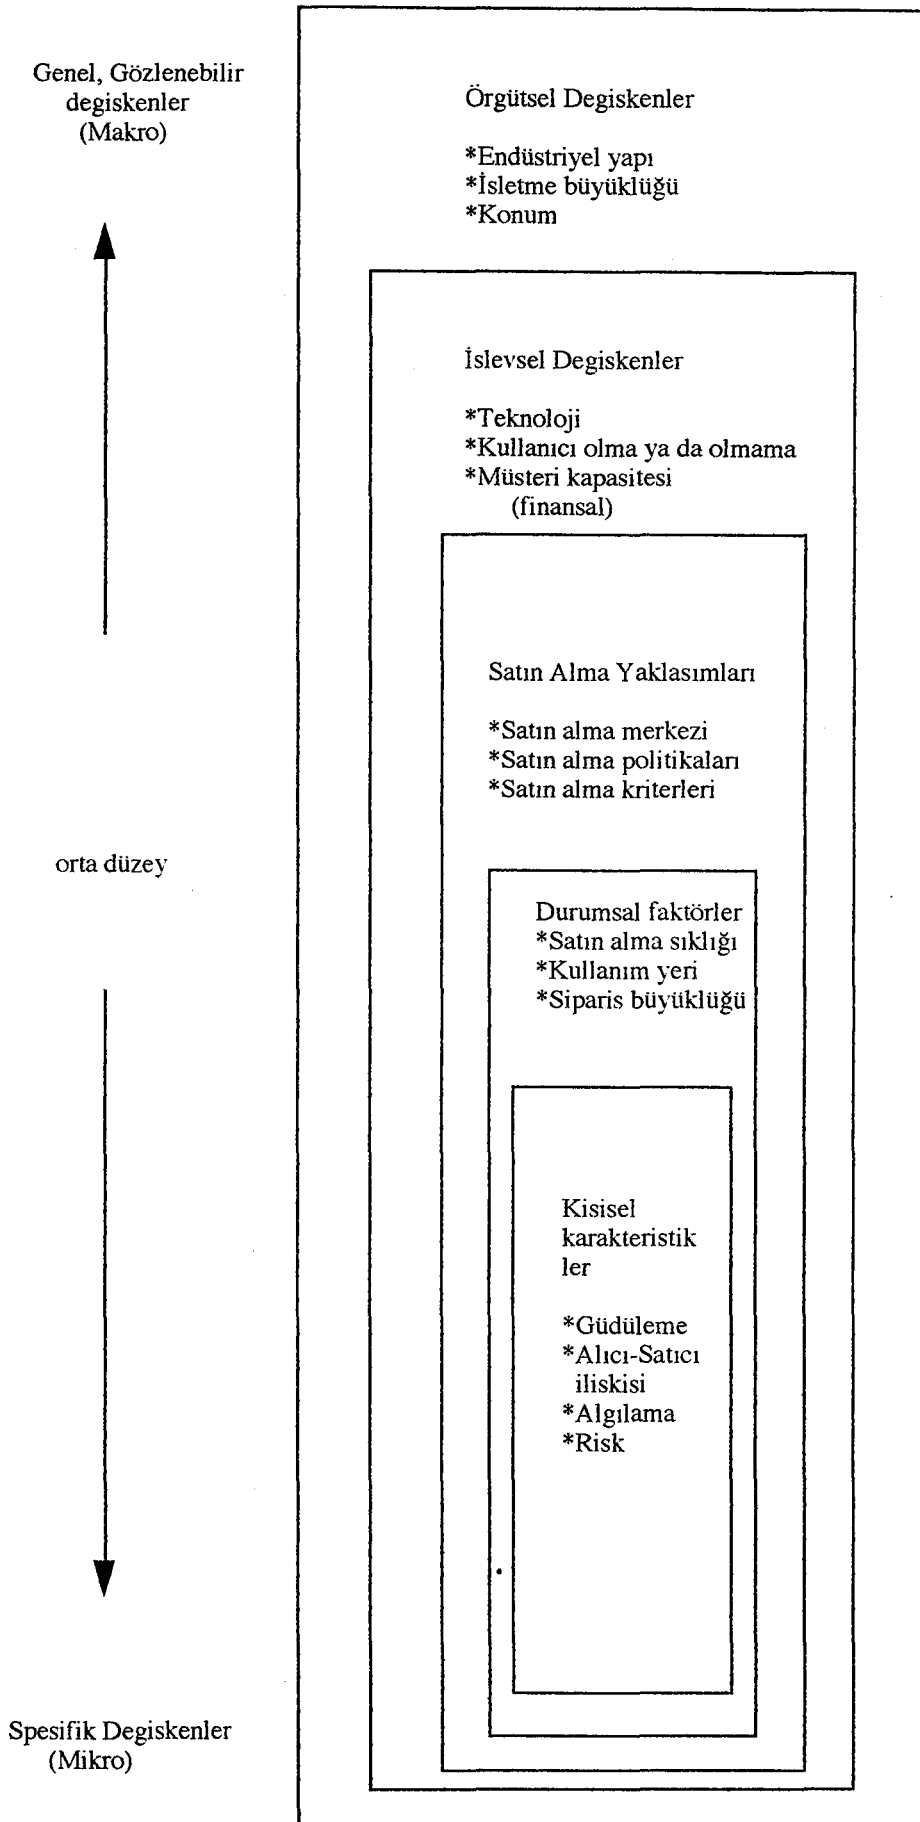 Genel, Gözlenebilir
degiskenler
(Makro)
Örgütsel Degiskenler
*Endüstriyel yapı
*İsletme büyüklüğü
*Konum
İslevsel Degiskenler
*Teknoloji
*Kullanıcı olma ya da olmama
*Müsteri kapasitesi
(finansal)
Satın Alma Yaklasımları
*Satın alma merkezi
*Satın alma politikaları
*Satın alma kriterleri
orta düzey
Durumsal faktörler
*Satın alma sıklığı
*Kullanım yeri
*Siparis büyüklüğü
Kisisel
karakteristik
ler
*Güdüleme
*Alıcı-Satıcı
iliskisi
*Algılama
*Risk
Spesifik Degiskenler
(Mikro)